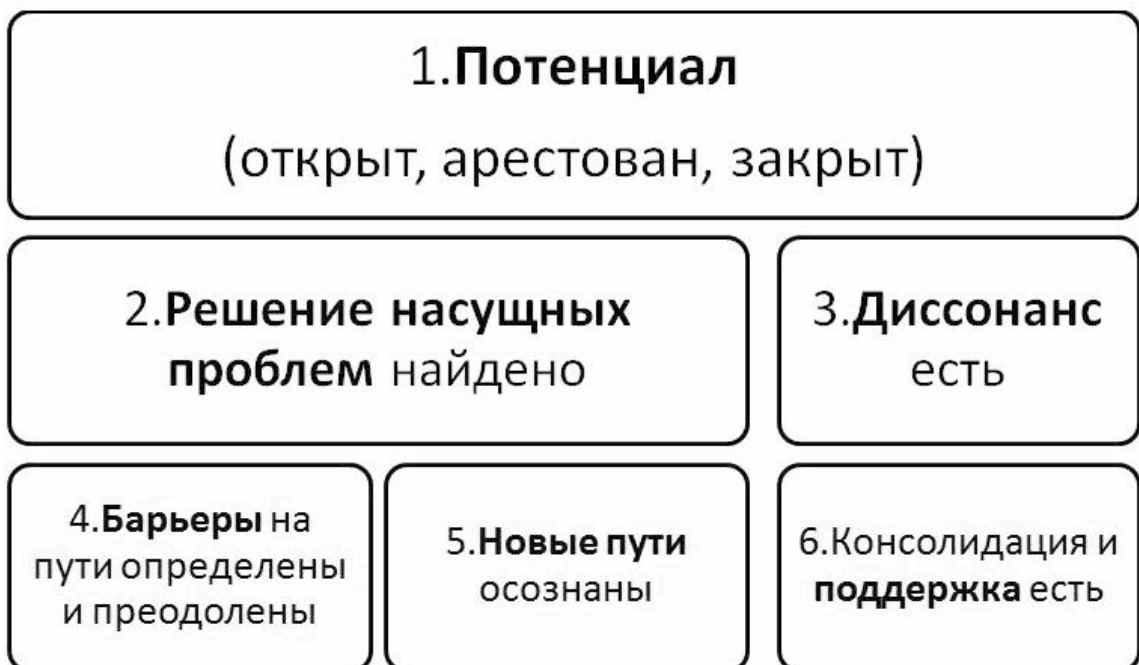 1.Потенциал
(открыт, арестован, закрыт)
2.Решение насущных
проблем найдено
3.Диссонанс
есть
4.Барьеры на
пути определены
и преодолены
5.Новые пути
осознаны
6.Консолидация и
поддержка есть